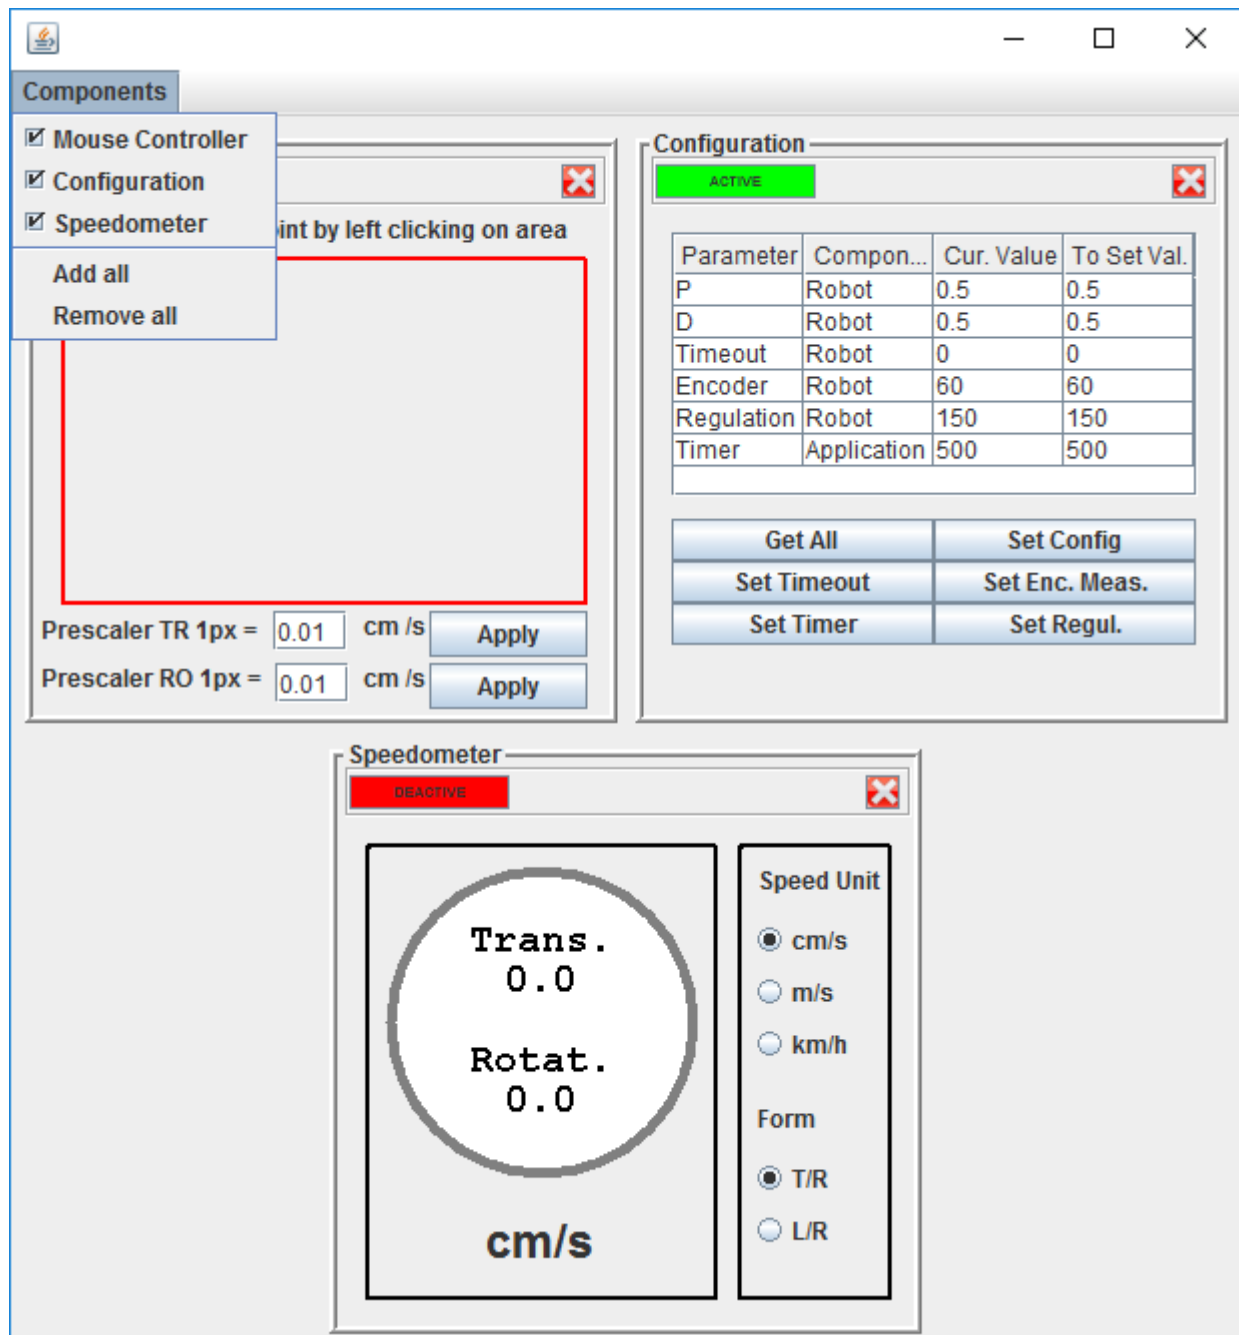 Components
Mouse Controller
Configuration
Speedometer
Add all
Remove all
int by left clicking on area
Prescaler TR 1px = 0.01 cm /s Apply
Prescaler RO 1px = 0.01 cm /s Apply
Configuration
ACTIVE
Parameter Compon... Cur. Value To Set Val.
P Robot 0.5 0.5
D Robot 0.5 0.5
Timeout Robot 0 0
Encoder Robot 60 60
Regulation Robot 150 150
Timer Application 500 500
Get All Set Config
Set Timeout Set Enc. Meas.
Set Timer Set Regul.
Speedometer
DEACTIVE
Trans.
0.0
Rotat.
0.0
cm/s
Speed Unit
cm/s
m/s
km/h
Form
T/R
L/R